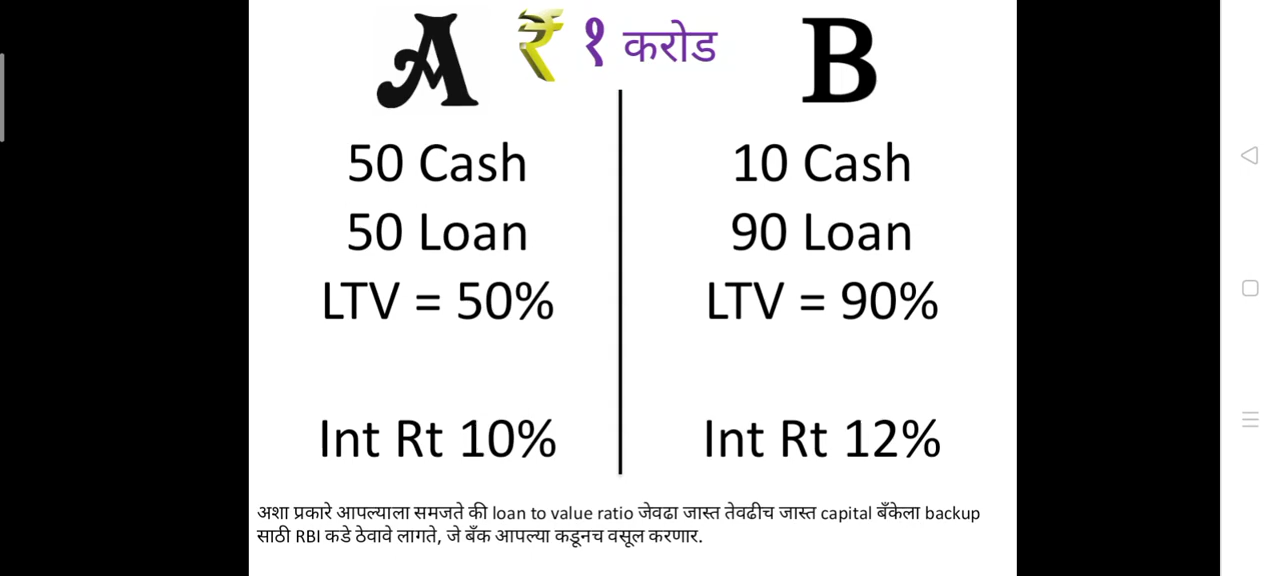 A ₹ १ करोड B
50 Cash
50 Loan
LTV = 50%
Int Rt 10%
10 Cash
90 Loan
LTV = 90%
Int Rt 12%
अशा प्रकारे आपल्याला समजते की loan to value ratio जेवढा जास्त तेवढीच जास्त capital बँकेला backup
साठी RBI कडे ठेवावे लागते, जे बँक आपल्या कडूनच वसूल करणार.